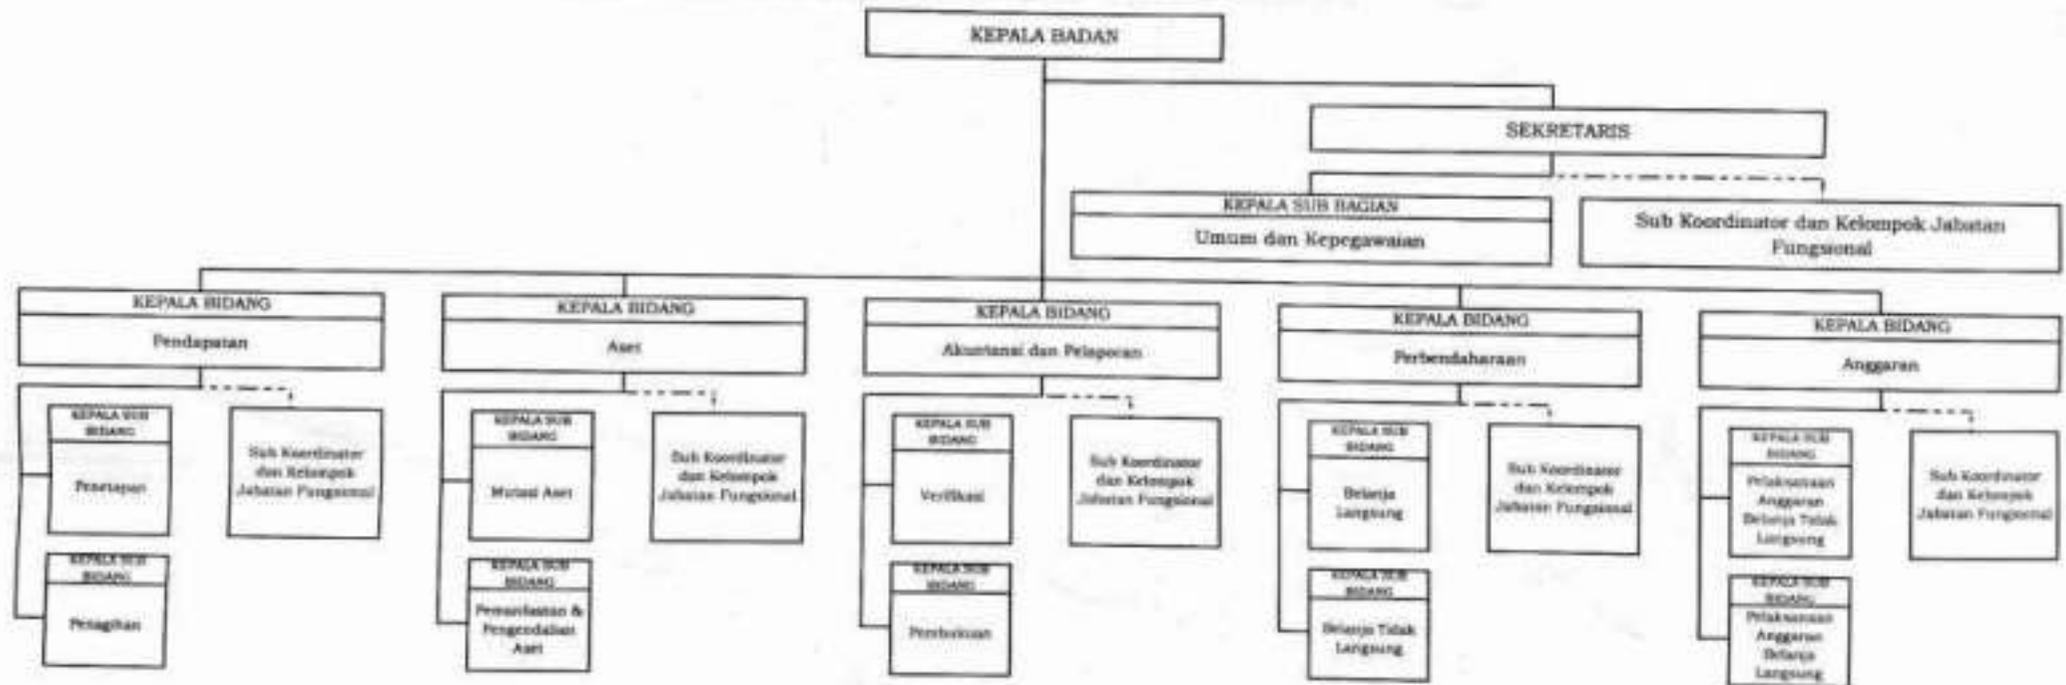 KEPALA BADAN
SEKRETARIS
KEPALA SUB BAGIAN
Umum dan Kepegawaian
Sub Koordinator dan Kelompok Jabatan
Fungsional
KEPALA BIDANG
Pendapatan
KEPALA BIDANG
Aset
KEPALA BIDANG
Akuntansi dan Pelaporan
KEPALA BIDANG
Perbendaharaan
KEPALA BIDANG
Anggaran
KEPALA SUB
BIDANG
Penetapan
Sub Koordinator
dan Kelompok
Jabatan Fungsional
KEPALA SUB
BIDANG
Penagihan
KEPALA SUB
BIDANG
Mutasi Aset
Sub Koordinator
dan Kelompok
Jabatan Fungsional
KEPALA SUB
BIDANG
Pemanfaatan &
Pengendalian
Aset
KEPALA SUB
BIDANG
Verifikasi
Sub Koordinator
dan Kelompok
Jabatan Fungsional
KEPALA SUB
BIDANG
Pembukuan
KEPALA SUB
BIDANG
Belanja
Langsung
Sub Koordinator
dan Kelompok
Jabatan Fungsional
KEPALA SUB
BIDANG
Belanja Tidak
Langsung
KEPALA SUB
BIDANG
Pelaksanaan
Anggaran
Belanja Tidak
Langsung
Sub Koordinator
dan Kelompok
Jabatan Fungsional
KEPALA SUB
BIDANG
Pelaksanaan
Anggaran
Belanja
Langsung